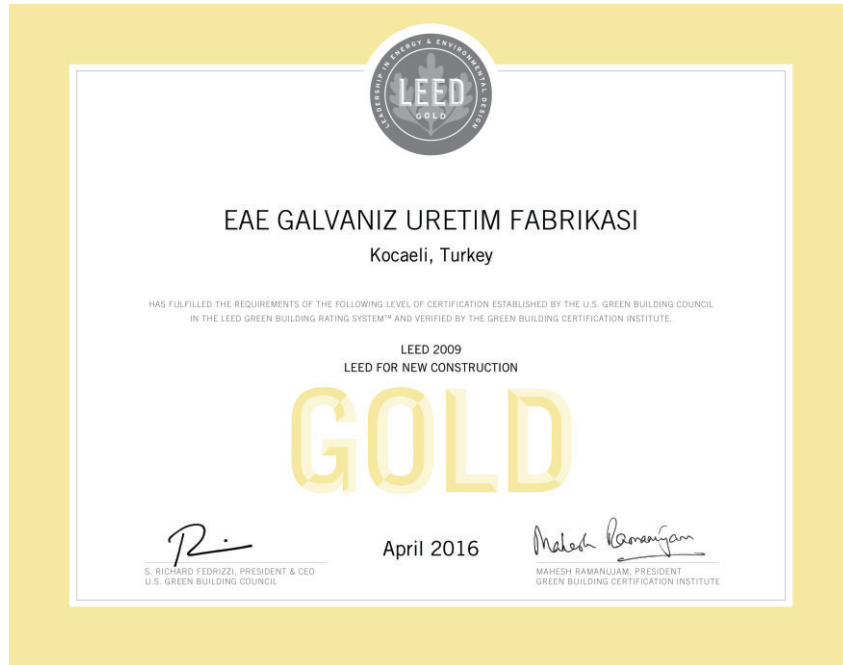 LEADERSHIP IN ENERGY & ENVIRONMENTAL DESIGN
LEED
GOLD
EAE GALVANIZ URETIM FABRIKASI
Kocaeli, Turkey
HAS FULFILLED THE REQUIREMENTS OF THE FOLLOWING LEVEL OF CERTIFICATION ESTABLISHED BY THE U.S. GREEN BUILDING COUNCIL
IN THE LEED GREEN BUILDING RATING SYSTEM™ AND VERIFIED BY THE GREEN BUILDING CERTIFICATION INSTITUTE.
LEED 2009
LEED FOR NEW CONSTRUCTION
GOLD
April 2016
Mahesh Ramanujam
S. RICHARD FEDRIZZI, PRESIDENT & CEO
U.S. GREEN BUILDING COUNCIL
MAHESH RAMANUJAM, PRESIDENT
GREEN BUILDING CERTIFICATION INSTITUTE